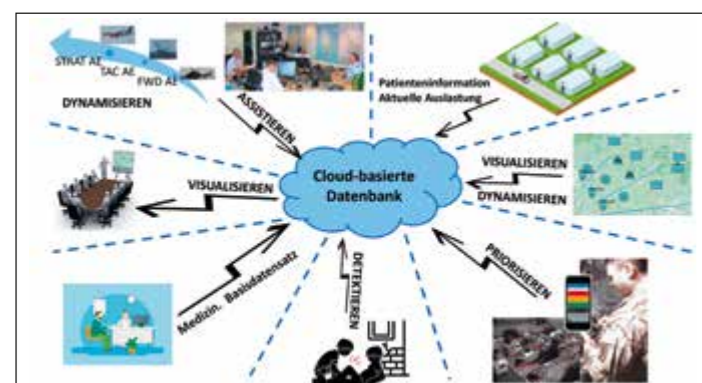 STRAT AE
TAC AE
FWD AE
DYNAMISIEREN
ASSISTIEREN
Patienteninformation
Aktuelle Auslastung
VISUALISIEREN
Cloud-basierte
Datenbank
VISUALISIEREN
DYNAMISIEREN
PRIORISIEREN
DETEKTIEREN
Medizin. Basisdatensatz